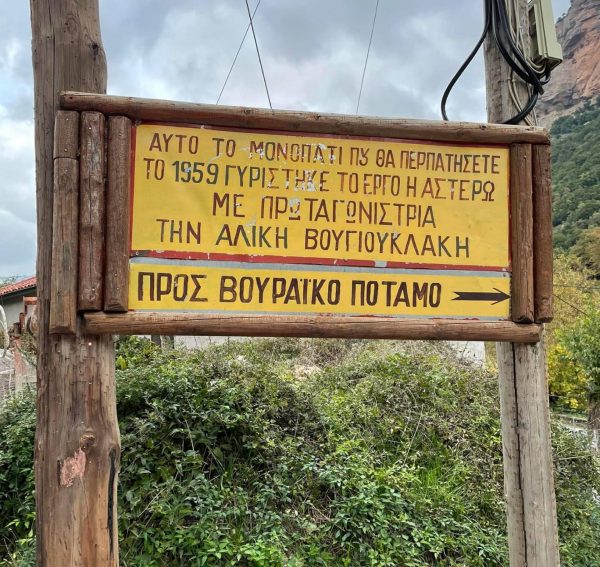 ΑΥΤΟ ΤΟ ΜΟΝΟΠΑΤΙ ΠΥ ΘΑ ΠΕΡΠΑΤΗΣΕΤΕ
ΤΟ 1959 ΓΥΡΙΣΤΗΚΕ ΤΟ ΕΡΓΟ Η ΑΣΤΕΡΩ
ΜΕ ΠΡΩΤΑΓΩΝΙΣΤΡΙΑ
ΤΗΝ ΑΛΙΚΗ ΒΟΥΓΙΟΥΚΛΑΚΗ
ΠΡΟΣ ΒΟΥΡΑΪΚΟ ΠΟΤΑΜΟ